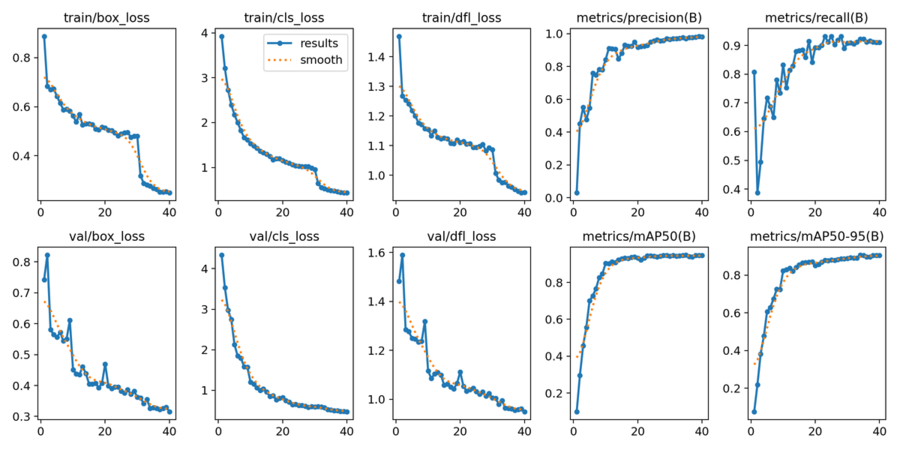 train/box_loss
train/cls_loss
train/dfl_loss
metrics/precision(B)
metrics/recall(B)
0.8
0.6
0.4
0 20 40
4
3
2
1
results
smooth
0 20 40
1.4
1.3
1.2
1.1
1.0
0 20 40
1.0
0.8
0.6
0.4
0.2
0.0
0 20 40
0.9
0.8
0.7
0.6
0.5
0.4
0 20 40
val/box_loss
val/cls_loss
val/dfl_loss
metrics/mAP50(B)
metrics/mAP50-95(B)
0.8
0.7
0.6
0.5
0.4
0.3
0 20 40
4
3
2
1
0 20 40
1.6
1.4
1.2
1.0
0 20 40
0.8
0.6
0.4
0.2
0 20 40
0.8
0.6
0.4
0.2
0 20 40